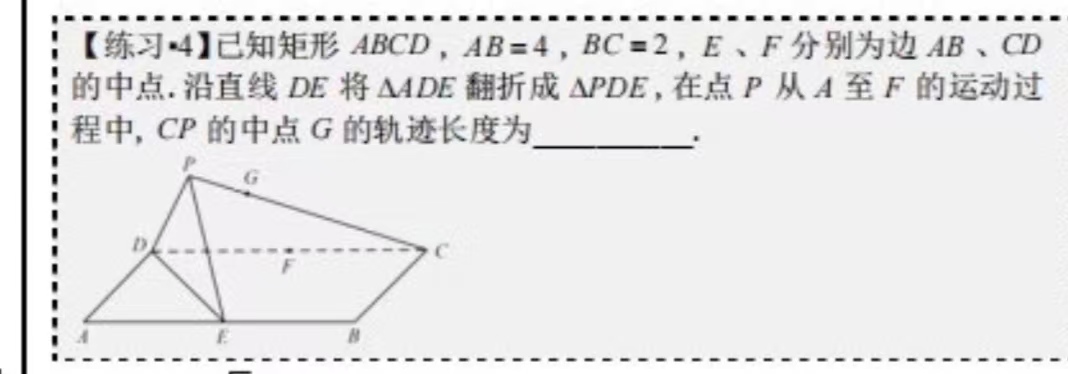 【练习▪4】已知矩形 ABCD , AB=4 , BC=2 , E 、F 分别为边 AB 、CD
的中点.沿直线 DE 将 ΔADE 翻折成 ΔPDE , 在点 P 从 A 至 F 的运动过
程中, CP 的中点 G 的轨迹长度为________.
P
G
D
F
C
A
E
B